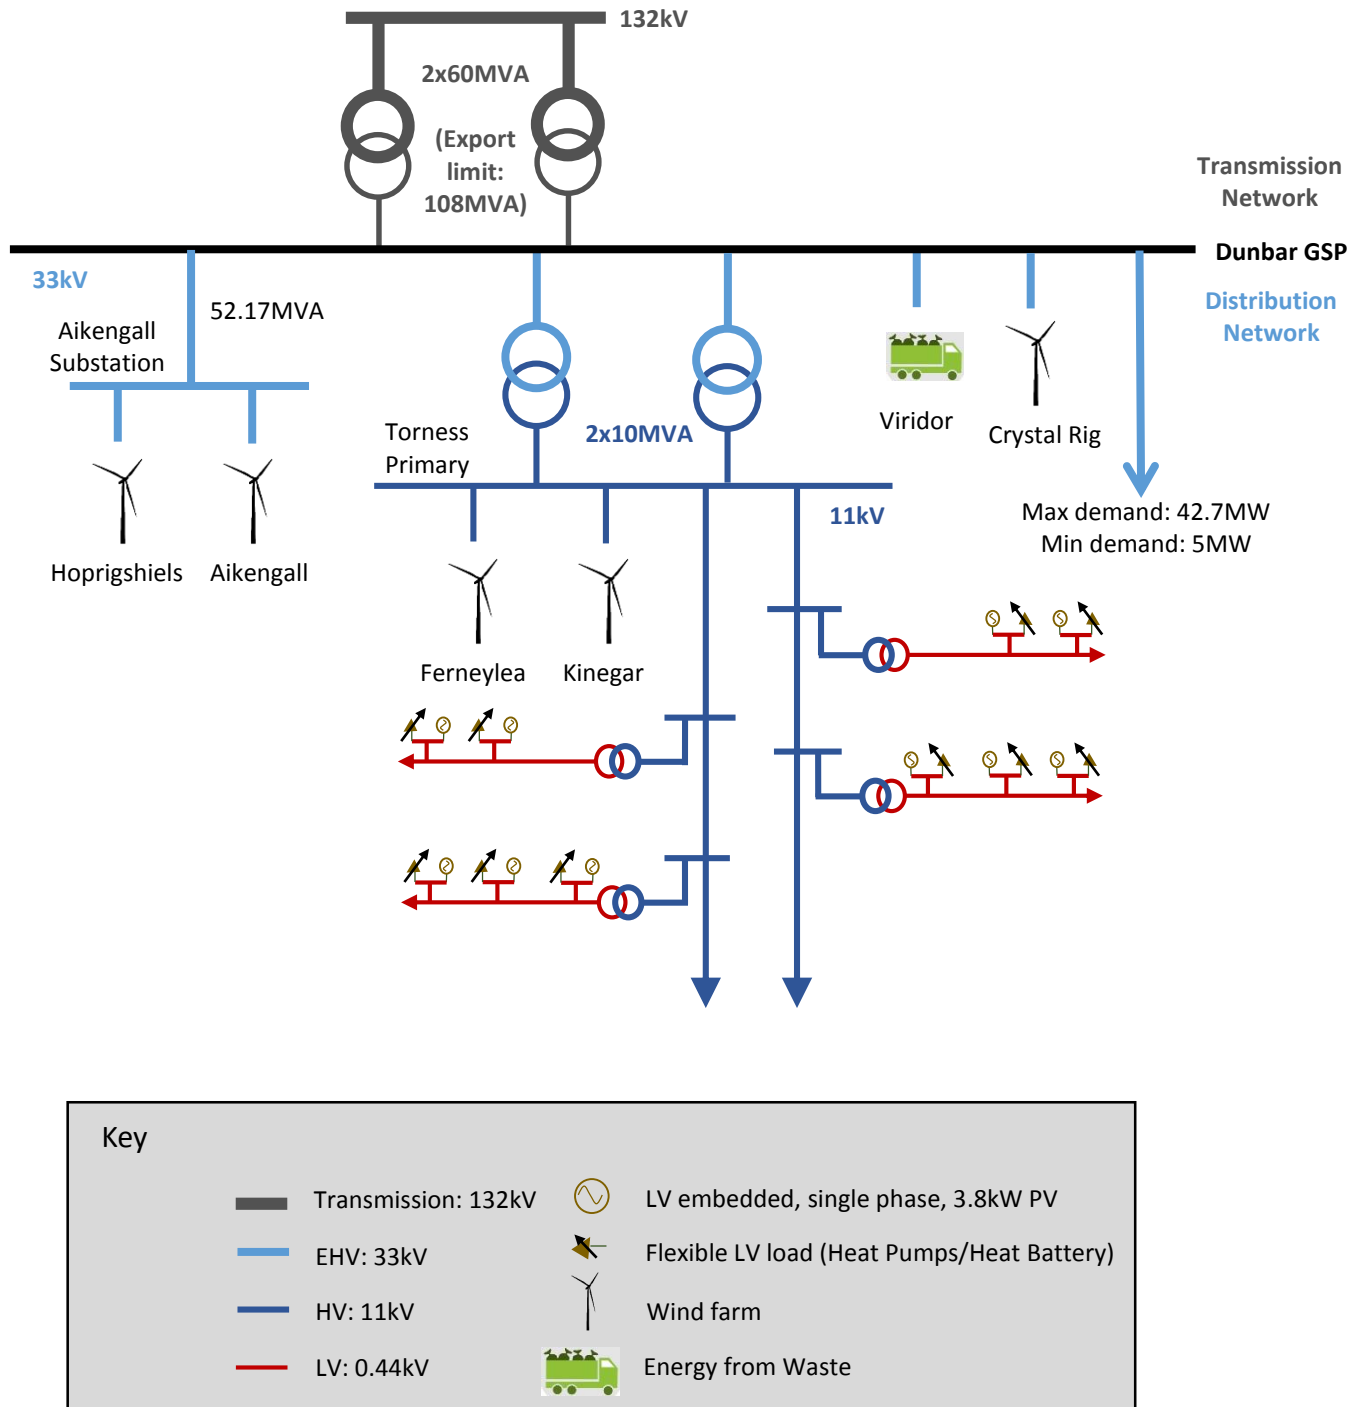 132kV
2x60MVA
(Export
limit:
108MVA)
Transmission
Network
Dunbar GSP
33kV
52.17MVA
Distribution
Network
Aikengall
Substation
Viridor
Crystal Rig
Torness
Primary
2x10MVA
11kV
Max demand: 42.7MW
Min demand: 5MW
Hoprigshiels
Aikengall
Ferneylea
Kinegar
Key
Transmission: 132kV
LV embedded, single phase, 3.8kW PV
EHV: 33kV
Flexible LV load (Heat Pumps/Heat Battery)
HV: 11kV
Wind farm
LV: 0.44kV
Energy from Waste